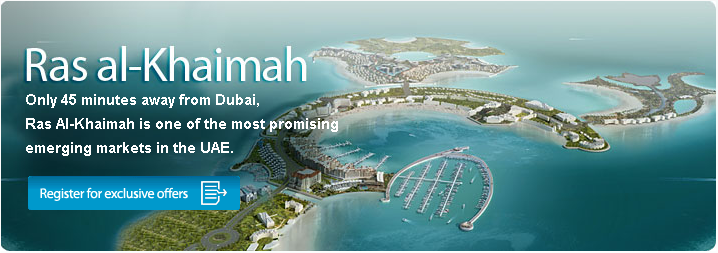 Ras al-Khaimah
Only 45 minutes away from Dubai,
Ras Al-Khaimah is one of the most promising
emerging markets in the UAE.
Register for exclusive offers